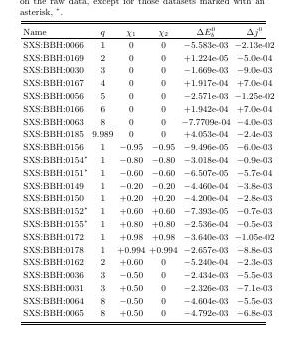 on the raw data, except for those datasets marked with an
asterisk, *.
Name q χ1 χ2 ΔE_b^0 Δj^0
SXS:BBH:0066 1 0 0 −5.583e-03 −2.13e-02
SXS:BBH:0169 2 0 0 +1.224e-05 −5.0e-04
SXS:BBH:0030 3 0 0 −1.669e-03 −9.0e-03
SXS:BBH:0167 4 0 0 +1.917e-04 +7.0e-04
SXS:BBH:0056 5 0 0 −2.571e-03 −1.25e-02
SXS:BBH:0166 6 0 0 +1.942e-04 +7.0e-04
SXS:BBH:0063 8 0 0 −7.7709e-04 −4.0e-03
SXS:BBH:0185 9.989 0 0 +4.053e-04 −2.4e-03
SXS:BBH:0156 1 −0.95 −0.95 −9.496e-05 −6.0e-03
SXS:BBH:0154* 1 −0.80 −0.80 −3.018e-04 −0.9e-03
SXS:BBH:0151* 1 −0.60 −0.60 −6.507e-05 −5.7e-04
SXS:BBH:0149 1 −0.20 −0.20 −4.460e-04 −3.8e-03
SXS:BBH:0150 1 +0.20 +0.20 −4.200e-04 −2.8e-03
SXS:BBH:0152* 1 +0.60 +0.60 −7.393e-05 −0.7e-03
SXS:BBH:0155* 1 +0.80 +0.80 −2.536e-04 −0.5e-03
SXS:BBH:0172 1 +0.98 +0.98 −3.640e-03 −1.05e-02
SXS:BBH:0178 1 +0.994 +0.994 −2.657e-03 −8.8e-03
SXS:BBH:0162 2 +0.60 0 −5.240e-04 −2.3e-03
SXS:BBH:0036 3 −0.50 0 −2.434e-03 −5.5e-03
SXS:BBH:0031 3 +0.50 0 −2.326e-03 −7.1e-03
SXS:BBH:0064 8 −0.50 0 −4.604e-03 −5.5e-03
SXS:BBH:0065 8 +0.50 0 −4.792e-03 −6.8e-03